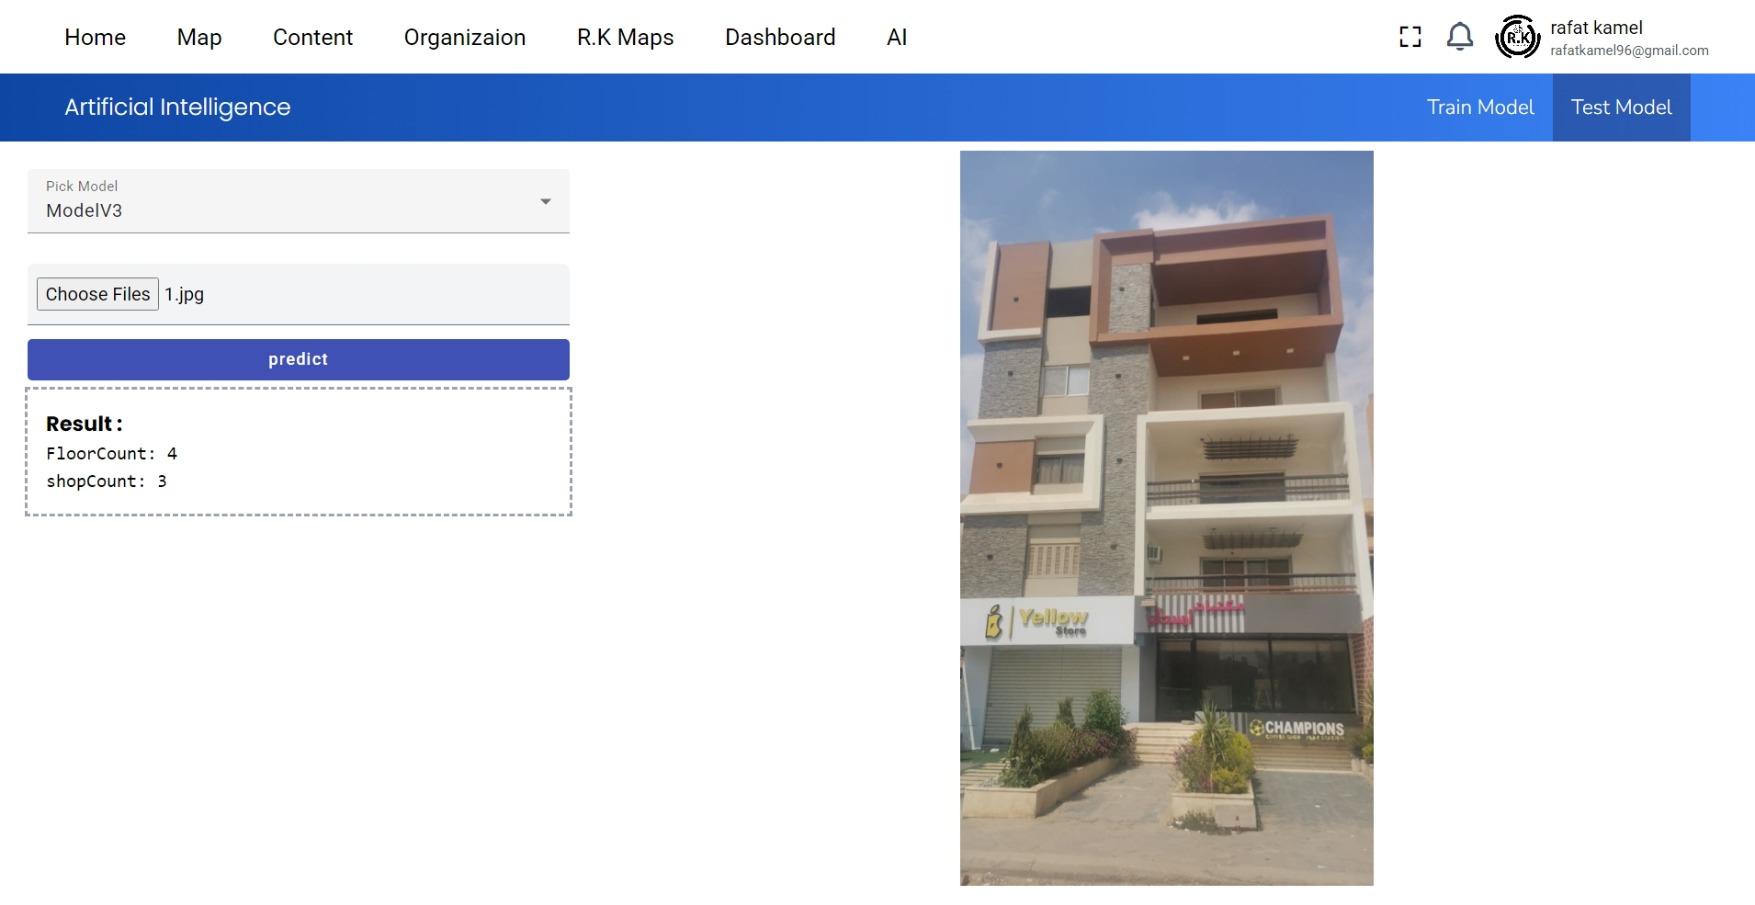 Home Map Content Organizaion R.K Maps Dashboard AI
R.K
rafat kamel
rafatkamel96@gmail.com
Artificial Intelligence
Train Model Test Model
Pick Model
ModelV3
Choose Files 1.jpg
predict
Result :
FloorCount: 4
shopCount: 3
Yellow
Store
CHAMPIONS